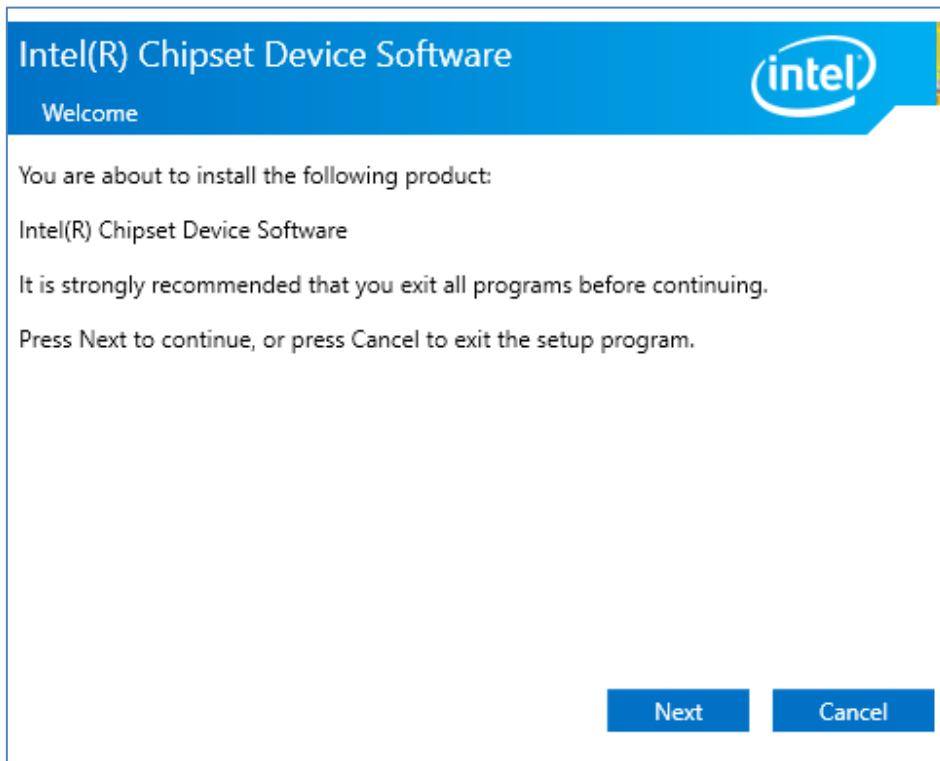 Intel(R) Chipset Device Software
intel
Welcome
You are about to install the following product:
Intel(R) Chipset Device Software
It is strongly recommended that you exit all programs before continuing.
Press Next to continue, or press Cancel to exit the setup program.
Next
Cancel